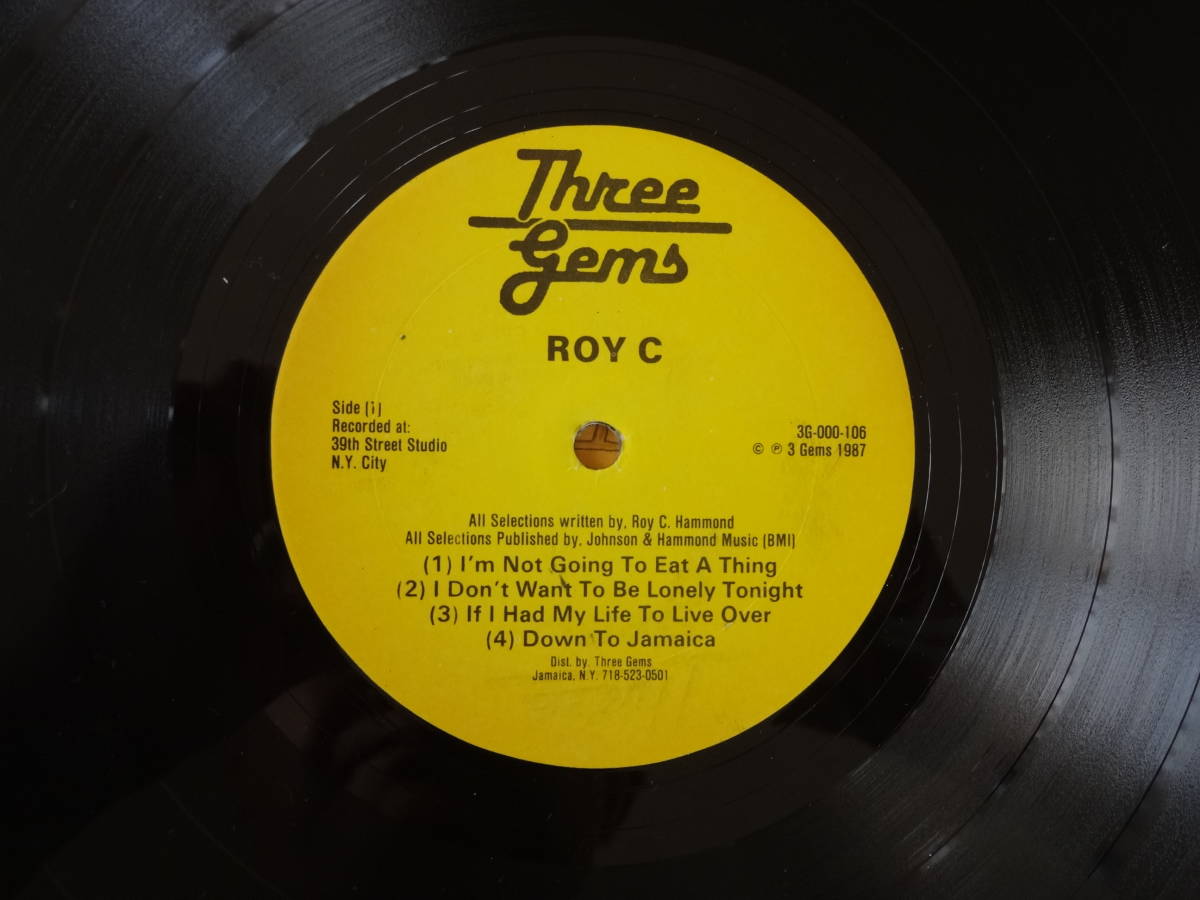 Three
Gems
ROY C
Side (1)
Recorded at:
39th Street Studio
N.Y. City
3G-000-106
© ℗ 3 Gems 1987
All Selections written by, Roy C. Hammond
All Selections Published by. Johnson & Hammond Music (BMI)
(1) I'm Not Going To Eat A Thing
(2) I Don't Want To Be Lonely Tonight
(3) If I Had My Life To Live Over
(4) Down To Jamaica
Dist. by. Three Gems
Jamaica, N.Y. 718-523-0501